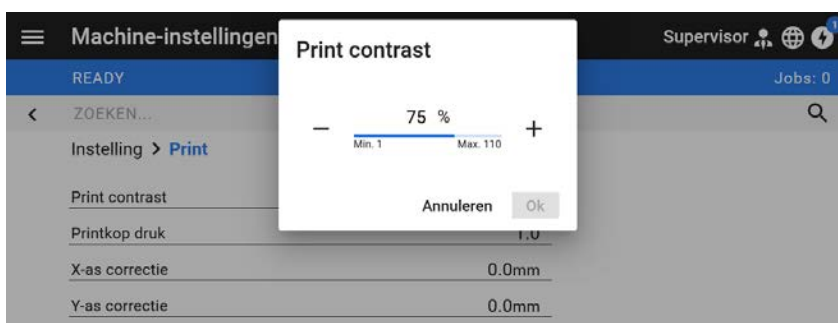 Machine-instellingen
Supervisor
1
READY
Jobs: 0
ZOEKEN...
Instelling > Print
Print contrast
Printkop druk 1.0
X-as correctie 0.0mm
Y-as correctie 0.0mm
Print contrast
75 %
− +
Min. 1 Max. 110
Annuleren Ok